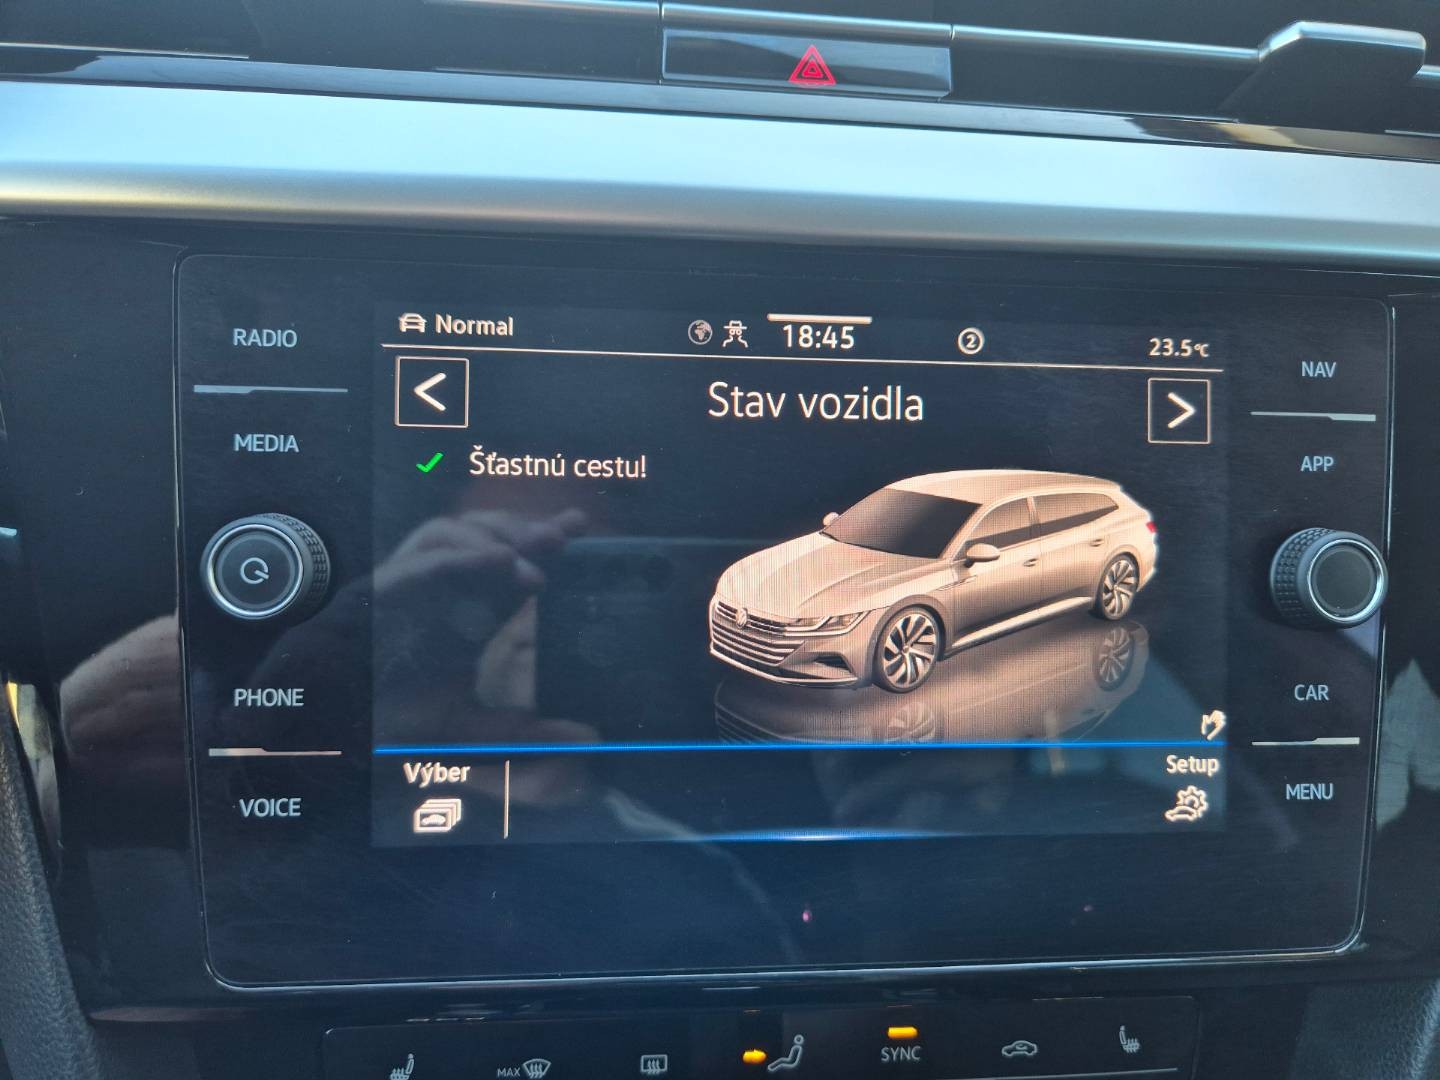 Normal
18:45
2
23.5°C
RADIO
MEDIA
PHONE
VOICE
Stav vozidla
Šťastnú cestu!
Výber
Setup
NAV
APP
CAR
MENU
MAX
SYNC